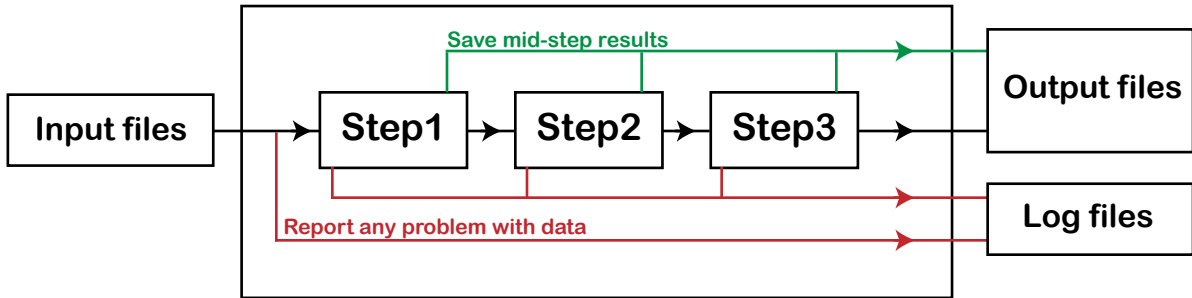 Save mid-step results
Input files
Step1
Step2
Step3
Output files
Report any problem with data
Log files